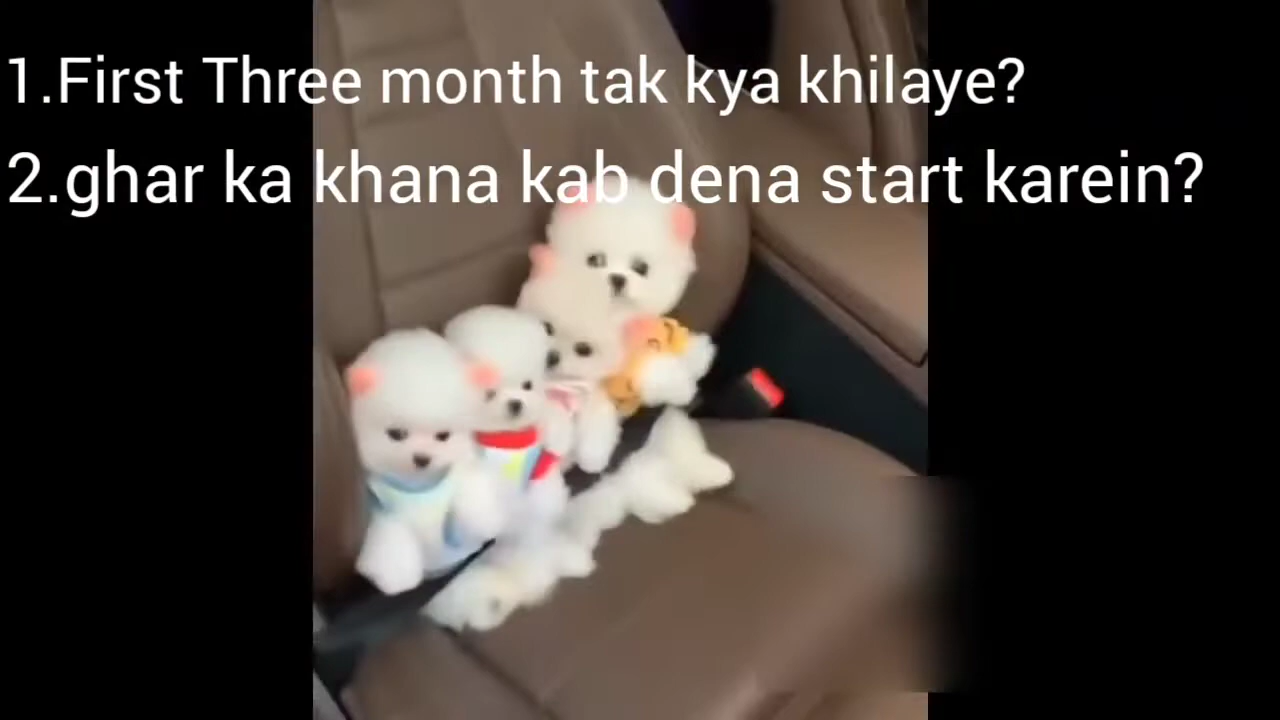 1.First Three month tak kya khilaye?
2.ghar ka khana kab dena start karein?